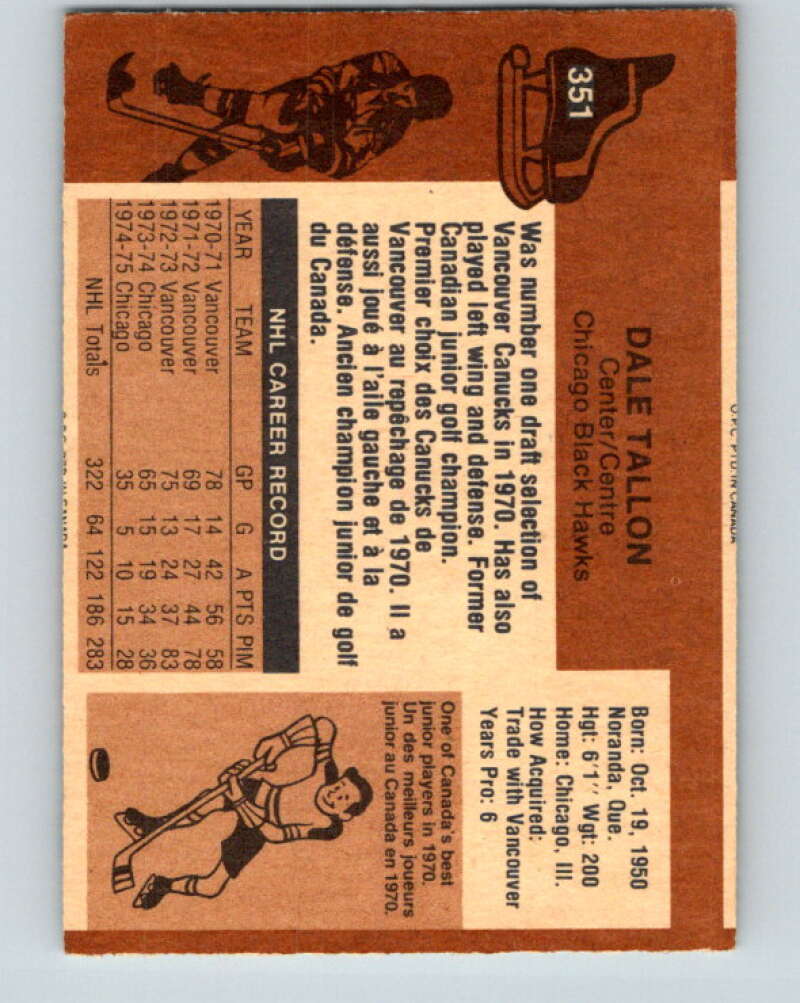 351
DALE TALLON
Center/Centre
Chicago Black Hawks
Born: Oct. 19, 1950
Noranda, Que.
Hgt: 6'1" Wgt: 200
Home: Chicago, Ill.
How Acquired:
Trade with Vancouver
Years Pro: 6
Was number one draft selection of
Vancouver Canucks in 1970. Has also
played left wing and defense. Former
Canadian junior golf champion.
Premier choix des Canucks de
Vancouver au repêchage de 1970. Il a
aussi joué à l'aile gauche et à la
défense. Ancien champion junior de golf
du Canada.
NHL CAREER RECORD
YEAR TEAM GP G A PTS PIM
1970-71 Vancouver 78 14 42 56 58
1971-72 Vancouver 69 17 27 44 78
1972-73 Vancouver 75 13 24 37 83
1973-74 Chicago 65 15 19 34 36
1974-75 Chicago 35 5 10 15 28
NHL Totals 322 64 122 186 283
One of Canada's best
junior players in 1970.
Un des meilleurs joueurs
junior au Canada en 1970.
O.P.C. PTD. IN CANADA